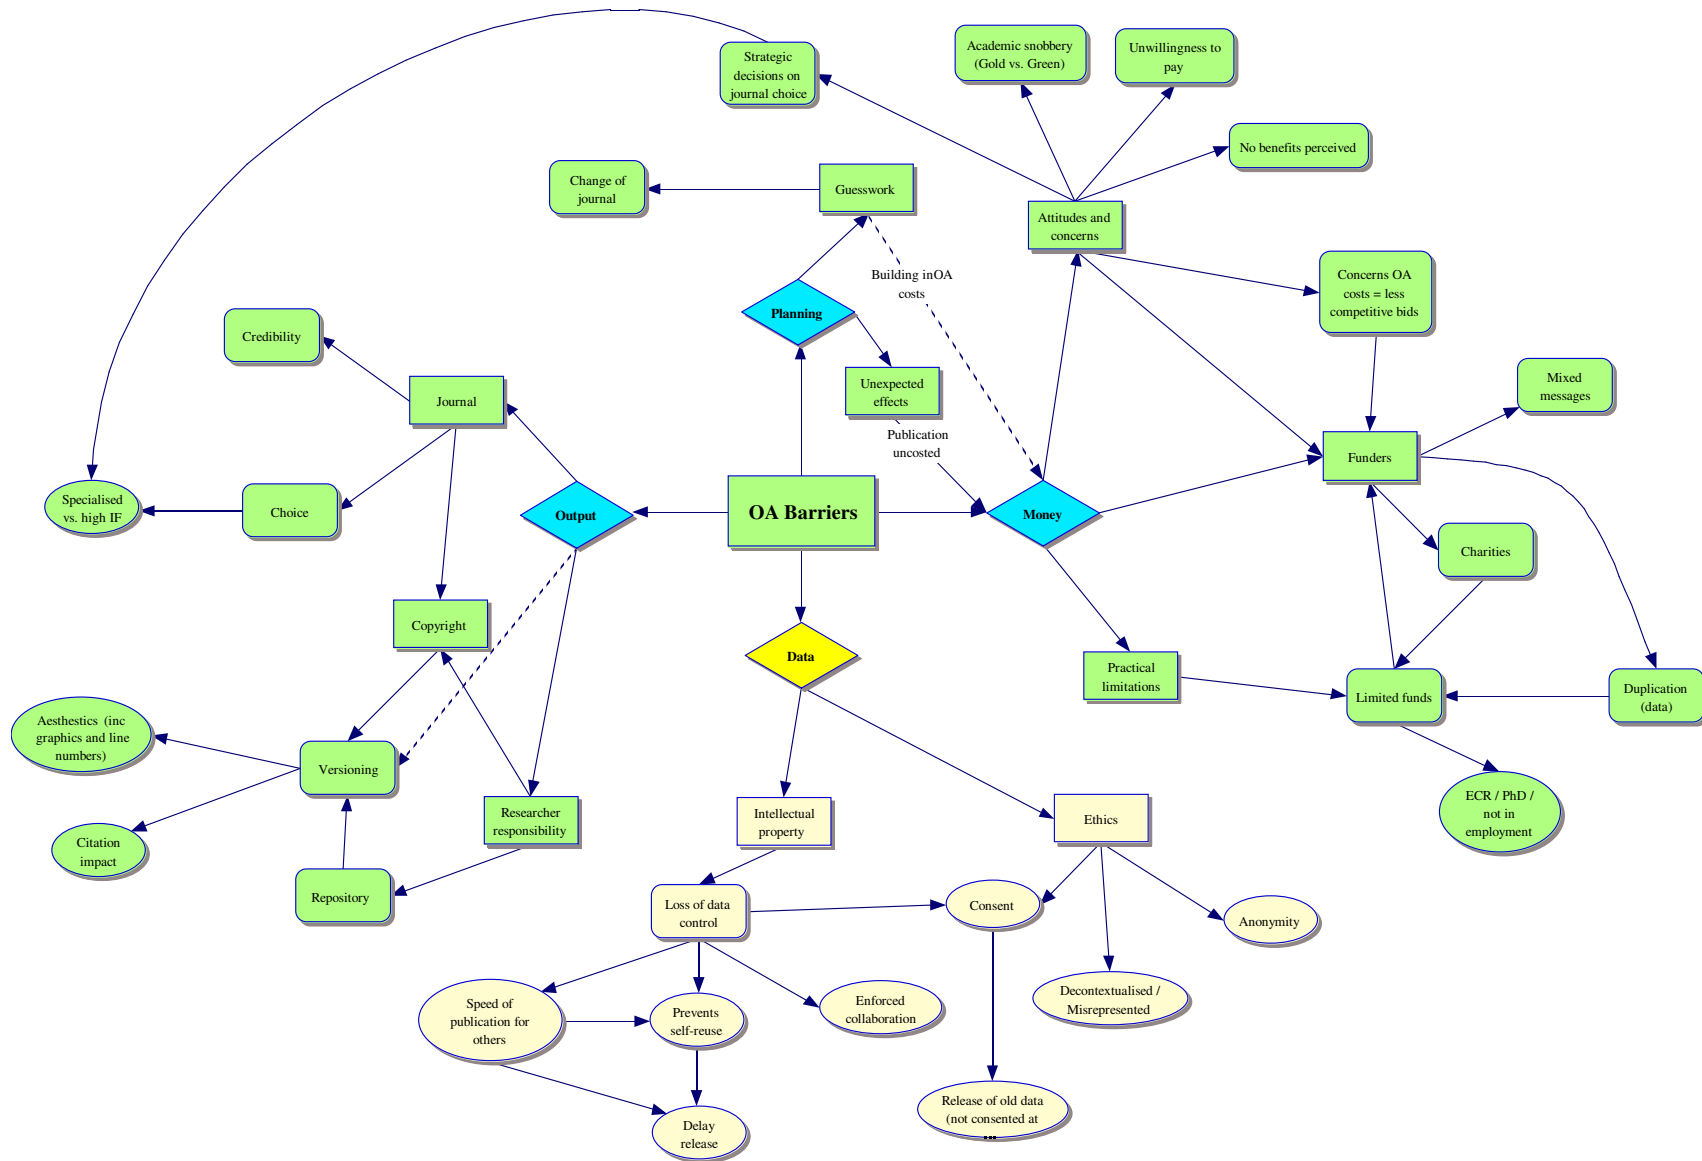 Strategic
decisions on
journal choice
Academic snobbery
(Gold vs. Green)
Unwillingness to
pay
No benefits perceived
Change of
journal
Guesswork
Attitudes and
concerns
Building inOA
costs
Concerns OA
costs = less
competitive bids
Planning
Credibility
Unexpected
effects
Mixed
messages
Journal
Publication
uncosted
Funders
Specialised
vs. high IF
Choice
Output
OA Barriers
Money
Charities
Copyright
Data
Practical
limitations
Limited funds
Duplication
(data)
Aesthetics (inc
graphics and line
numbers)
Versioning
Researcher
responsibility
Intellectual
property
Ethics
ECR / PhD /
not in
employment
Citation
impact
Repository
Loss of data
control
Consent
Anonymity
Speed of
publication for
others
Prevents
self-reuse
Enforced
collaboration
Decontextualised /
Misrepresented
Release of old data
(not consented at
...
Delay
release